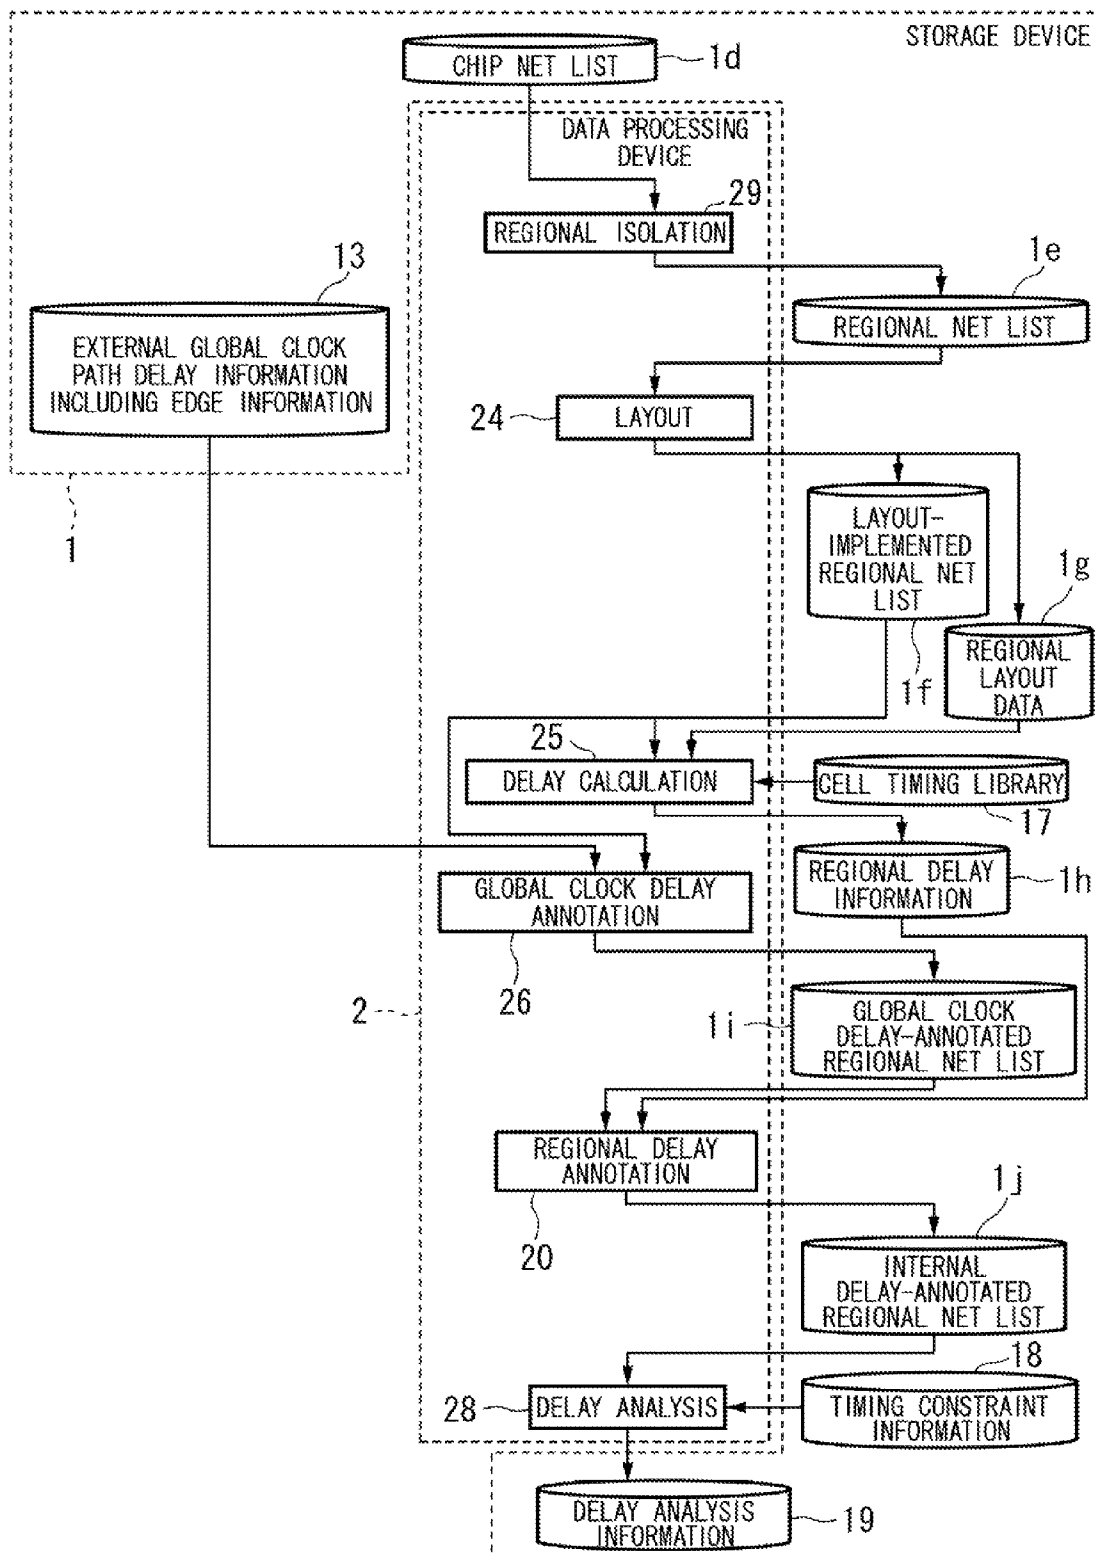 STORAGE DEVICE
CHIP NET LIST
1d
DATA PROCESSING
DEVICE
29
REGIONAL ISOLATION
13
1e
EXTERNAL GLOBAL CLOCK
PATH DELAY INFORMATION
INCLUDING EDGE INFORMATION
REGIONAL NET LIST
24
LAYOUT
1
LAYOUT-
IMPLEMENTED
REGIONAL NET
LIST
1g
1f
REGIONAL
LAYOUT
DATA
25
DELAY CALCULATION
CELL TIMING LIBRARY
17
REGIONAL DELAY
INFORMATION
1h
GLOBAL CLOCK DELAY
ANNOTATION
26
2
1i
GLOBAL CLOCK
DELAY-ANNOTATED
REGIONAL NET LIST
REGIONAL DELAY
ANNOTATION
20
1j
INTERNAL
DELAY-ANNOTATED
REGIONAL NET LIST
18
28
DELAY ANALYSIS
TIMING CONSTRAINT
INFORMATION
DELAY ANALYSIS
INFORMATION
19